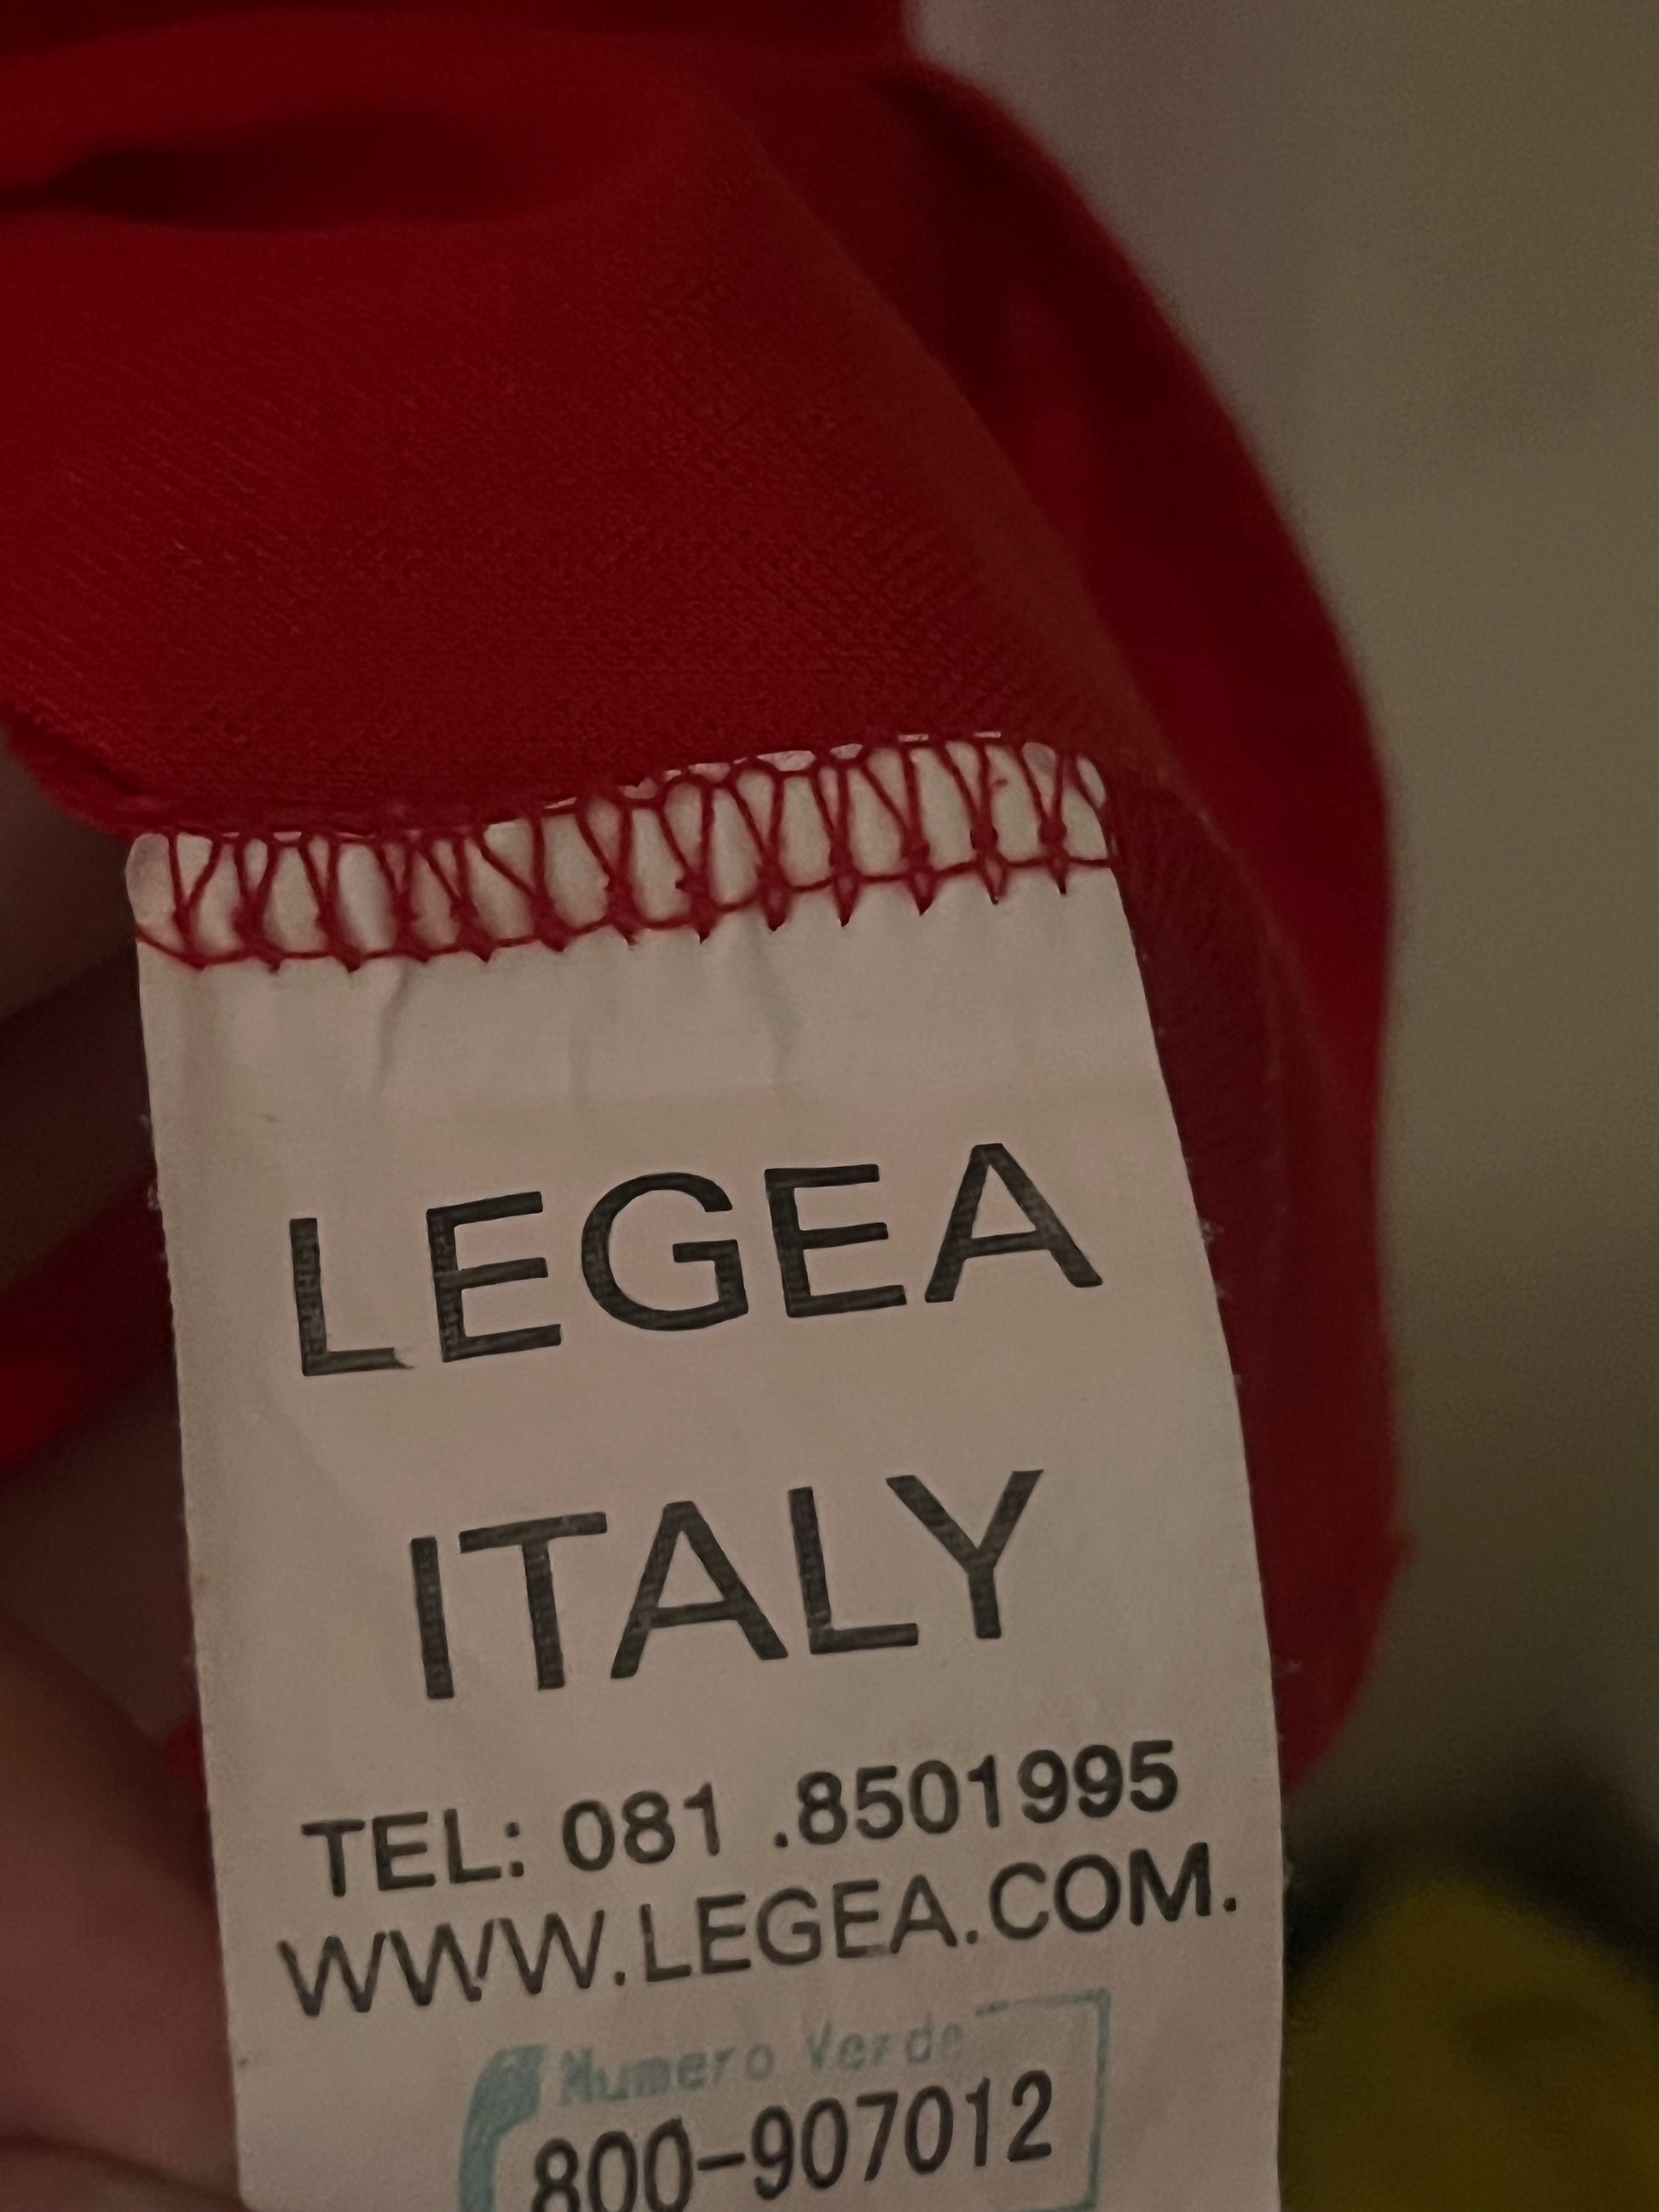 LEGEA
ITALY
TEL: 081 .8501995
WWW.LEGEA.COM.
Numero Verde
800-907012